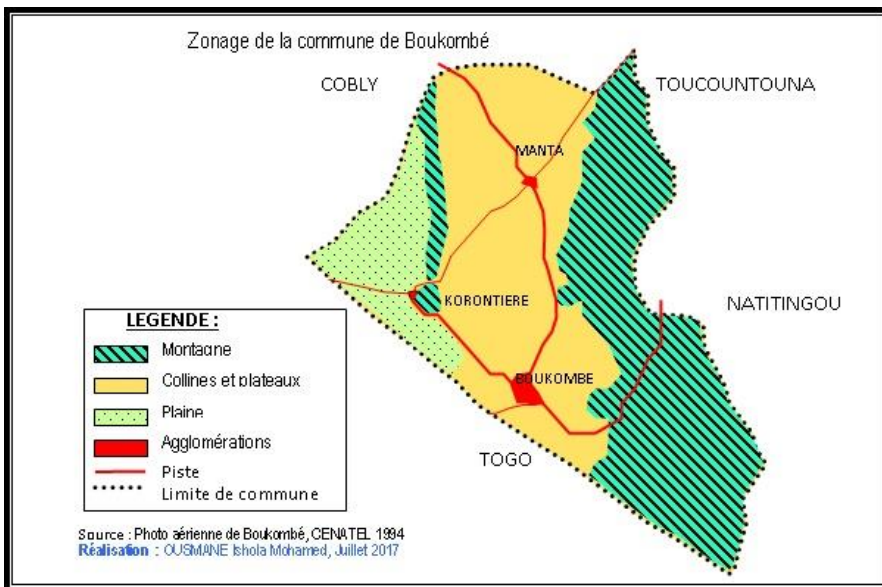 Zonage de la commune de Boukombé
COBLY
TOUCOUNTOUNA
MANTA
KORONTIERE
NATITINGOU
BOUKOMBE
TOGO
LEGENDE :
Montagne
Collines et plateaux
Plaine
Agglomérations
Piste
Limite de commune
Source : Photo aérienne de Boukombé, CENATEL 1994
Réalisation : OUSMANE Ishola Mohamed, Juillet 2017